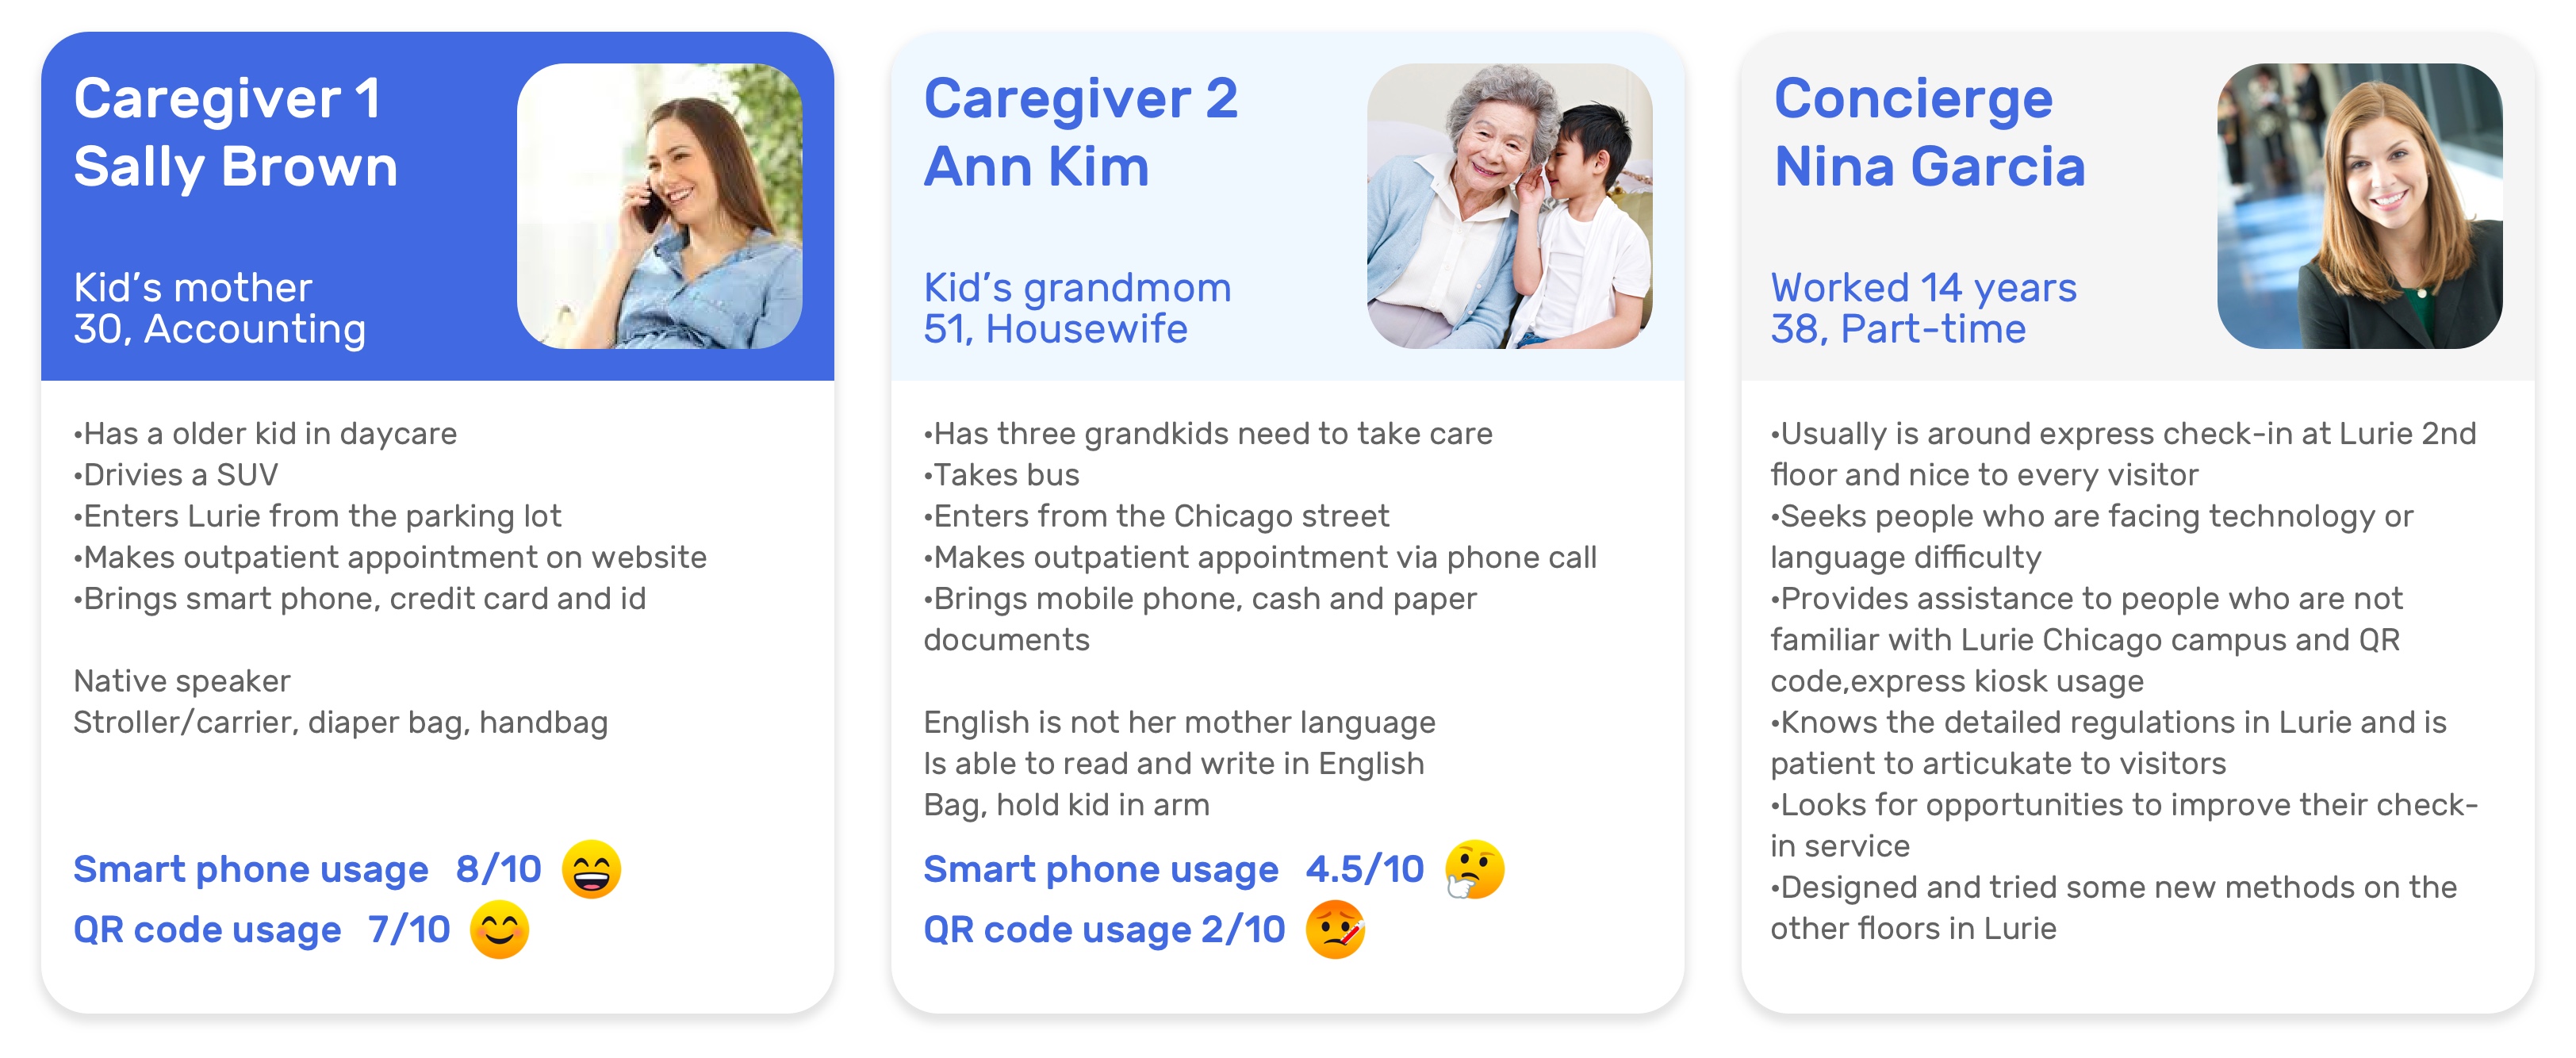 Caregiver 1
Sally Brown
Kid’s mother
30, Accounting
•Has a older kid in daycare
•Drivies a SUV
•Enters Lurie from the parking lot
•Makes outpatient appointment on website
•Brings smart phone, credit card and id
Native speaker
Stroller/carrier, diaper bag, handbag
Smart phone usage 8/10
QR code usage 7/10
Caregiver 2
Ann Kim
Kid’s grandmom
51, Housewife
•Has three grandkids need to take care
•Takes bus
•Enters from the Chicago street
•Makes outpatient appointment via phone call
•Brings mobile phone, cash and paper
documents
English is not her mother language
Is able to read and write in English
Bag, hold kid in arm
Smart phone usage 4.5/10
QR code usage 2/10
Concierge
Nina Garcia
Worked 14 years
38, Part-time
•Usually is around express check-in at Lurie 2nd
floor and nice to every visitor
•Seeks people who are facing technology or
language difficulty
•Provides assistance to people who are not
familiar with Lurie Chicago campus and QR
code,express kiosk usage
•Knows the detailed regulations in Lurie and is
patient to articukate to visitors
•Looks for opportunities to improve their check-
in service
•Designed and tried some new methods on the
other floors in Lurie